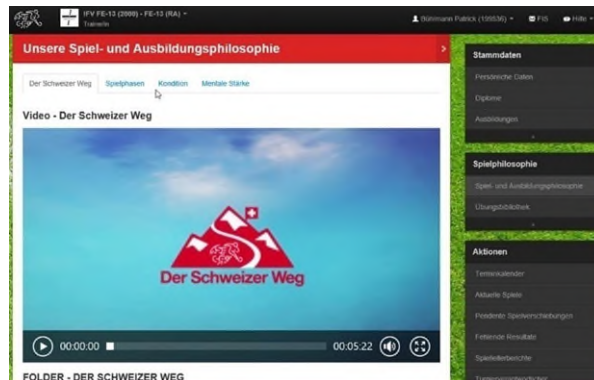 IFV FE-13 (2000) - FE-13 (RA)
TrainerIn
Bühlmann Patrick (199836)
Hilfe
Unsere Spiel- und Ausbildungsphilosophie
Der Schweizer Weg
Spielphasen
Kondition
Mentale Stärke
Video - Der Schweizer Weg
Der Schweizer Weg
00:00:00
00:05:22
FOLDER - DER SCHWEIZER WEG
Stammdaten
Persönliche Daten
Diplome
Ausbildungen
Spielphilosophie
Spiel- und Ausbildungsphilosophie
Übungsbibliothek
Aktionen
Terminkalender
Aktuelle Spiele
Pendente Spielverschiebungen
Fehlende Resultate
Spielleiterberichte